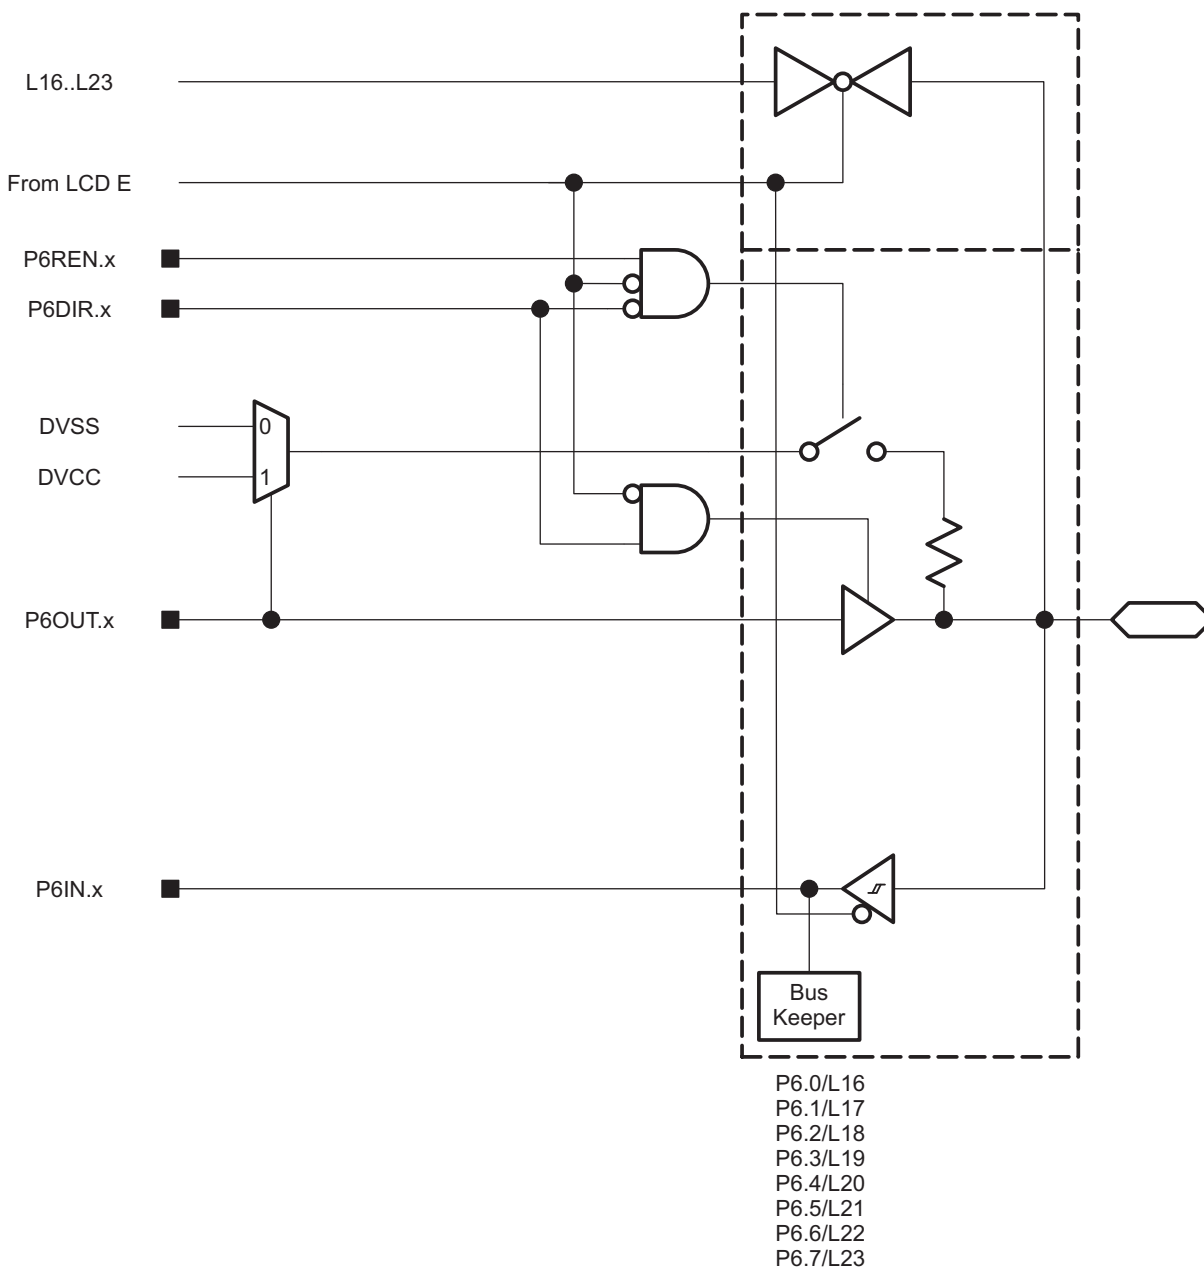 L16..L23
From LCD E
P6REN.x
P6DIR.x
DVSS
0
DVCC
1
P6OUT.x
P6IN.x
Bus
Keeper
P6.0/L16
P6.1/L17
P6.2/L18
P6.3/L19
P6.4/L20
P6.5/L21
P6.6/L22
P6.7/L23